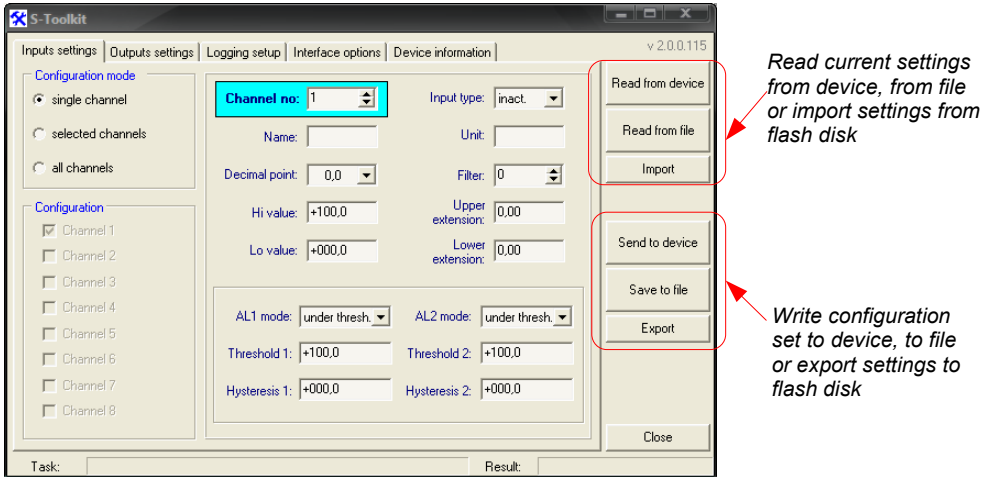 S-Toolkit
Inputs settings
Outputs settings
Logging setup
Interface options
Device information
v 2.0.0.115
Configuration mode
single channel
selected channels
all channels
Configuration
Channel 1
Channel 2
Channel 3
Channel 4
Channel 5
Channel 6
Channel 7
Channel 8
Channel no: 1
Input type: inact.
Name:
Unit:
Decimal point: 0,0
Filter: 0
Hi value: +100,0
Upper
extension: 0,00
Lo value: +000,0
Lower
extension: 0,00
AL1 mode: under thresh.
AL2 mode: under thresh.
Threshold 1: +100,0
Threshold 2: +100,0
Hysteresis 1: +000,0
Hysteresis 2: +000,0
Read from device
Read from file
Import
Send to device
Save to file
Export
Close
Task:
Result:
Read current settings
from device, from file
or import settings from
flash disk
Write configuration
set to device, to file
or export settings to
flash disk